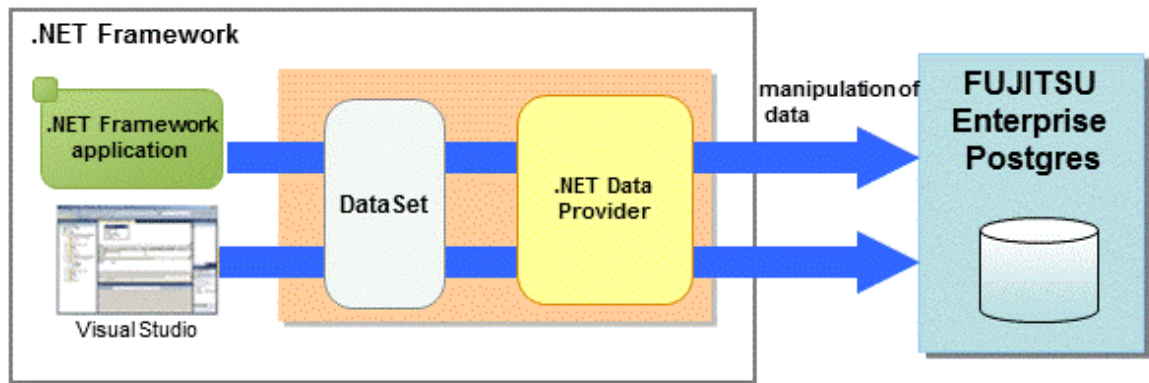 .NET Framework
.NET Framework
application
Visual Studio
DataSet
.NET Data
Provider
manipulation of
data
FUJITSU
Enterprise
Postgres